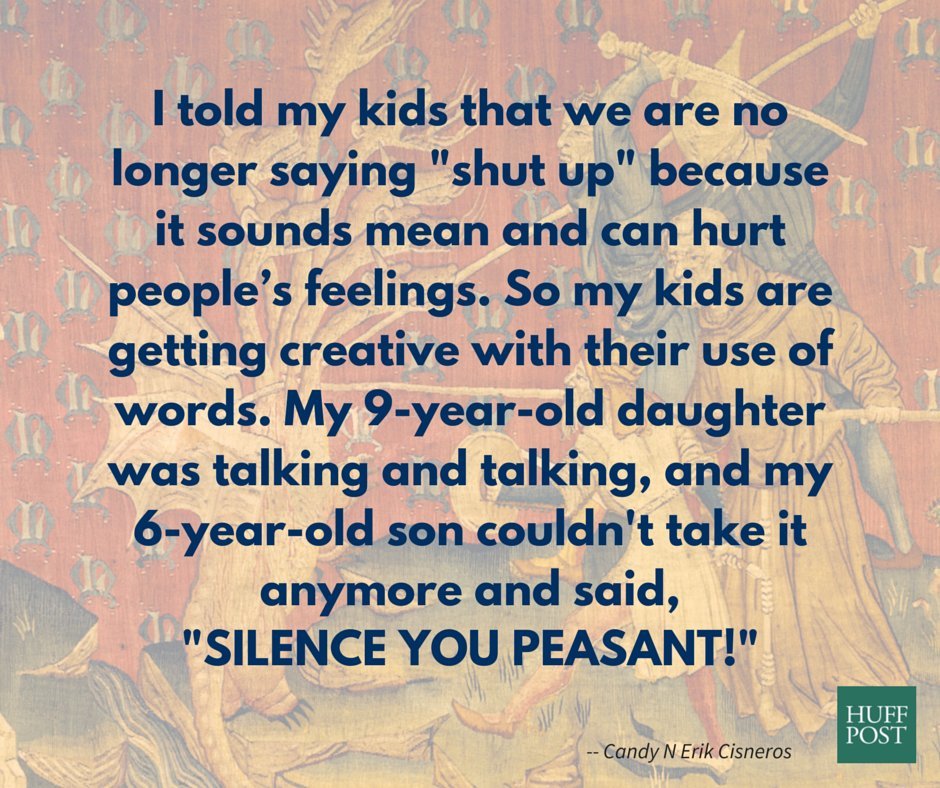 I told my kids that we are no
longer saying "shut up" because
it sounds mean and can hurt
people’s feelings. So my kids are
getting creative with their use of
words. My 9-year-old daughter
was talking and talking, and my
6-year-old son couldn't take it
anymore and said,
"SILENCE YOU PEASANT!"
-- Candy N Erik Cisneros
HUFF
POST